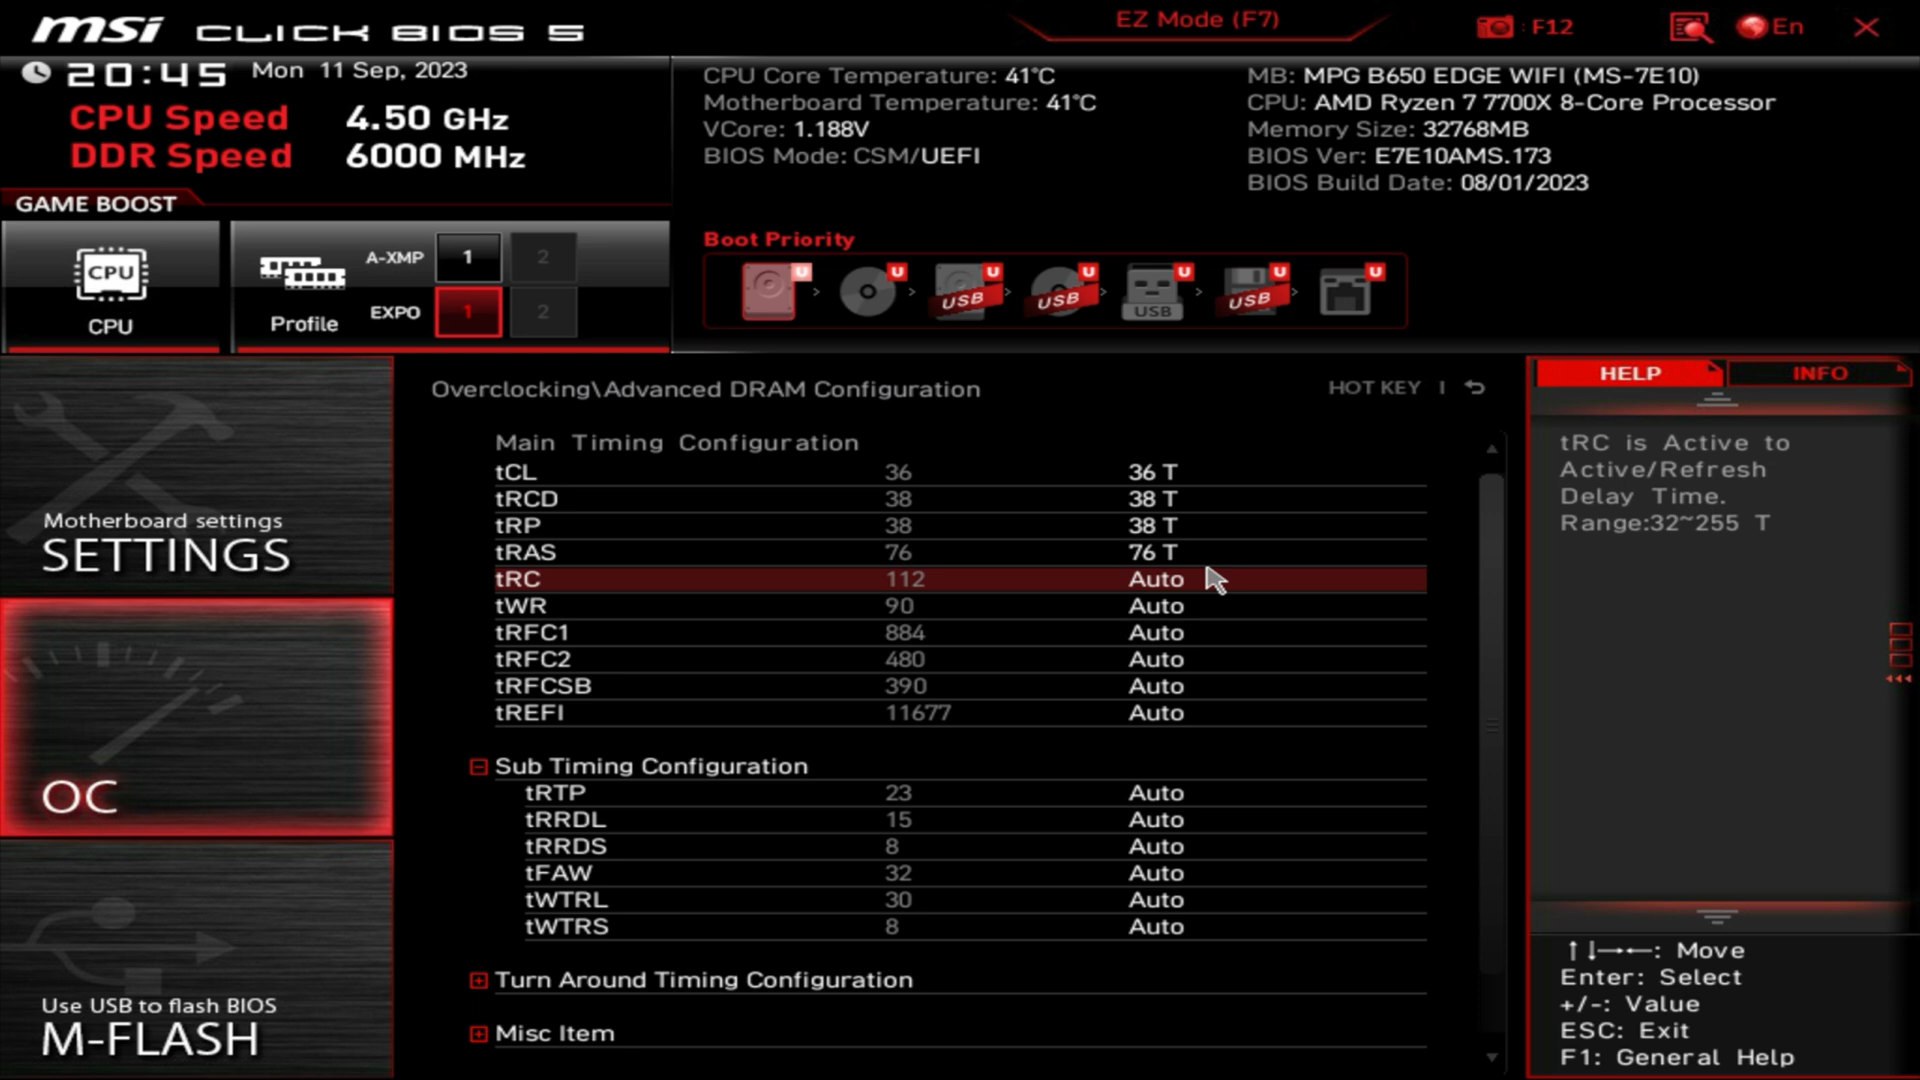 msi CLICK BIOS 5
EZ Mode (F7)
: F12
En
20:45 Mon 11 Sep, 2023
CPU Speed 4.50 GHz
DDR Speed 6000 MHz
CPU Core Temperature: 41°C
Motherboard Temperature: 41°C
VCore: 1.188V
BIOS Mode: CSM/UEFI
MB: MPG B650 EDGE WIFI (MS-7E10)
CPU: AMD Ryzen 7 7700X 8-Core Processor
Memory Size: 32768MB
BIOS Ver: E7E10AMS.173
BIOS Build Date: 08/01/2023
GAME BOOST
CPU
CPU
Profile
A-XMP 1 2
EXPO 1 2
Boot Priority
U U U U U U U
USB USB USB USB
Motherboard settings
SETTINGS
OC
Use USB to flash BIOS
M-FLASH
Overclocking\Advanced DRAM Configuration
HOT KEY |
Main Timing Configuration
tCL 36 36 T
tRCD 38 38 T
tRP 38 38 T
tRAS 76 76 T
tRC 112 Auto
tWR 90 Auto
tRFC1 884 Auto
tRFC2 480 Auto
tRFCSB 390 Auto
tREFI 11677 Auto
Sub Timing Configuration
tRTP 23 Auto
tRRDL 15 Auto
tRRDS 8 Auto
tFAW 32 Auto
tWTRL 30 Auto
tWTRS 8 Auto
Turn Around Timing Configuration
Misc Item
HELP
INFO
tRC is Active to
Active/Refresh
Delay Time.
Range:32~255 T
↑↓→←: Move
Enter: Select
+/-: Value
ESC: Exit
F1: General Help